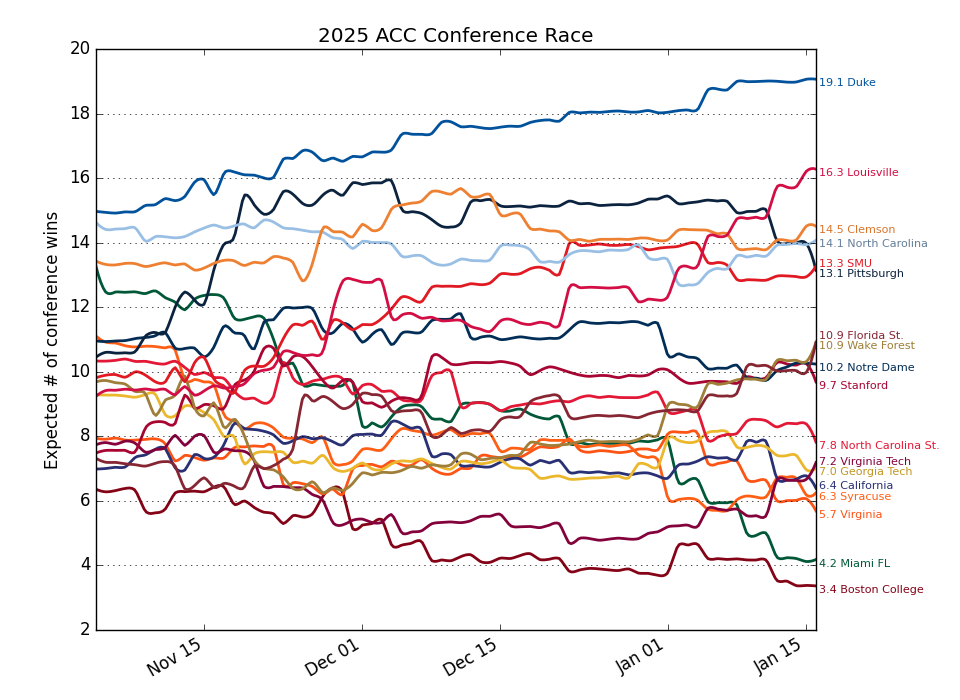 2025 ACC Conference Race
Expected # of conference wins
20
18
16
14
12
10
8
6
4
2
Nov 15
Dec 01
Dec 15
Jan 01
Jan 15
19.1 Duke
16.3 Louisville
14.5 Clemson
14.1 North Carolina
13.3 SMU
13.1 Pittsburgh
10.9 Florida St.
10.9 Wake Forest
10.2 Notre Dame
9.7 Stanford
7.8 North Carolina St.
7.2 Virginia Tech
7.0 Georgia Tech
6.4 California
6.3 Syracuse
5.7 Virginia
4.2 Miami FL
3.4 Boston College